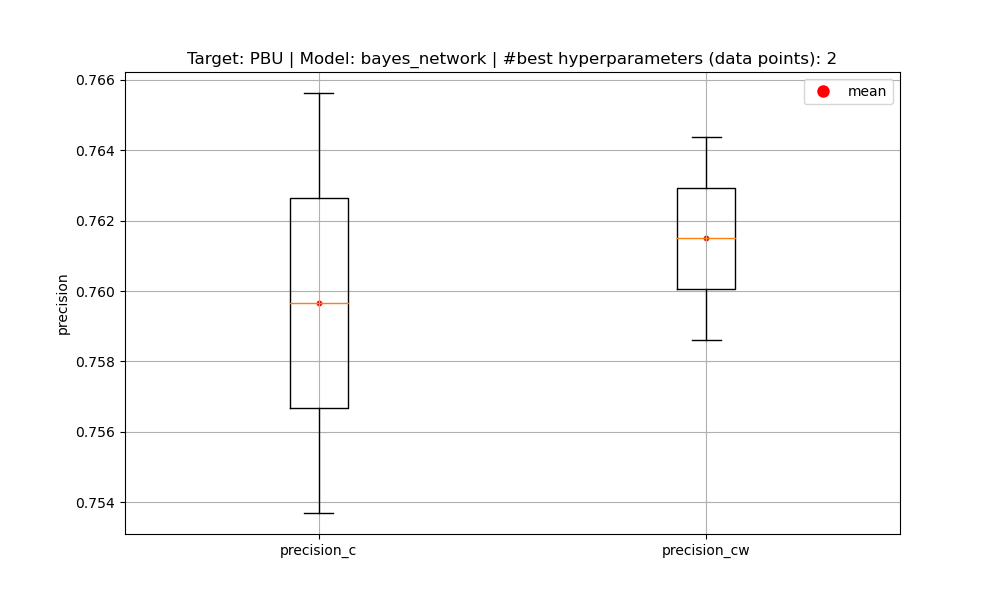 Target: PBU | Model: bayes_network | #best hyperparameters (data points): 2
mean
precision
0.766
0.764
0.762
0.760
0.758
0.756
0.754
precision_c
precision_cw